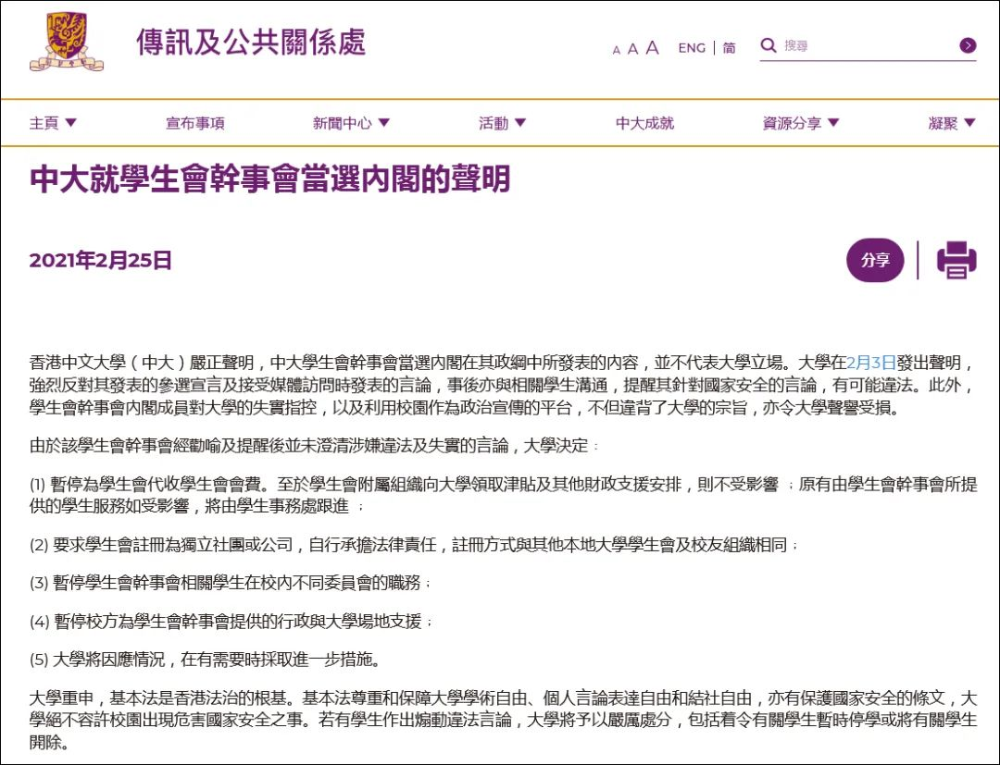 傳訊及公共關係處
A A A ENG | 简 搜尋
主頁 ▼ 宣布事項 新聞中心 ▼ 活動 ▼ 中大成就 資源分享 ▼ 凝聚 ▼
中大就學生會幹事會當選內閣的聲明
2021年2月25日
分享
香港中文大學（中大）嚴正聲明，中大學生會幹事會當選內閣在其政綱中所發表的內容，並不代表大學立場。大學在2月3日發出聲明，
強烈反對其發表的參選宣言及接受媒體訪問時發表的言論，事後亦與相關學生溝通，提醒其針對國家安全的言論，有可能違法。此外，
學生會幹事會內閣成員對大學的失實指控，以及利用校園作為政治宣傳的平台，不但違背了大學的宗旨，亦令大學聲譽受損。
由於該學生會幹事會經勸喻及提醒後並未澄清涉嫌違法及失實的言論，大學決定：
(1) 暫停為學生會代收學生會會費。至於學生會附屬組織向大學領取津貼及其他財政支援安排，則不受影響 ；原有由學生會幹事會所提
供的學生服務如受影響，將由學生事務處跟進 ；
(2) 要求學生會註冊為獨立社團或公司，自行承擔法律責任，註冊方式與其他本地大學學生會及校友組織相同；
(3) 暫停學生會幹事會相關學生在校內不同委員會的職務；
(4) 暫停校方為學生會幹事會提供的行政與大學場地支援；
(5) 大學將因應情況，在有需要時採取進一步措施。
大學重申，基本法是香港法治的根基。基本法尊重和保障大學學術自由、個人言論表達自由和結社自由，亦有保護國家安全的條文，大
學絕不容許校園出現危害國家安全之事。若有學生作出煽動違法言論，大學將予以嚴厲處分，包括着令有關學生暫時停學或將有關學生
開除。